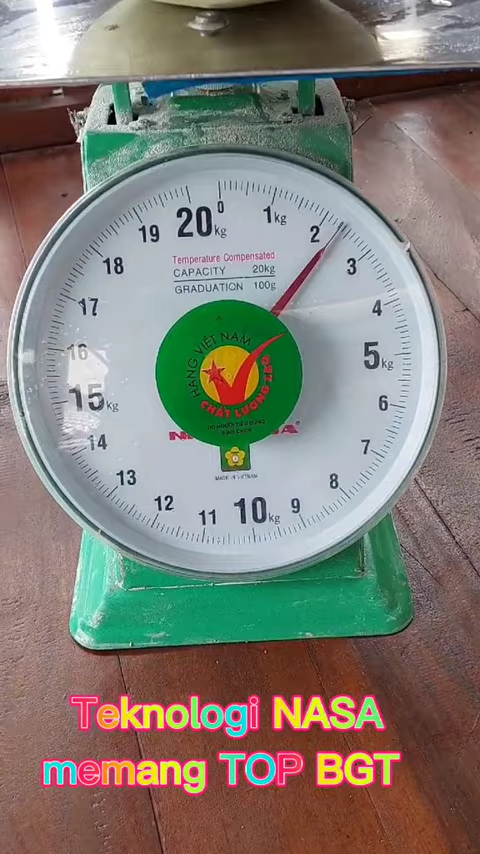 0
20kg
1kg
2
3
4
5kg
6
7
8
9
10kg
11
12
13
14
15kg
16
17
18
19
Temperature Compensated
CAPACITY 20kg
GRADUATION 100g
HÀNG VIỆT NAM
CHẤT LƯỢNG CAO
MADE IN VIETNAM
Teknologi NASA
memang TOP BGT